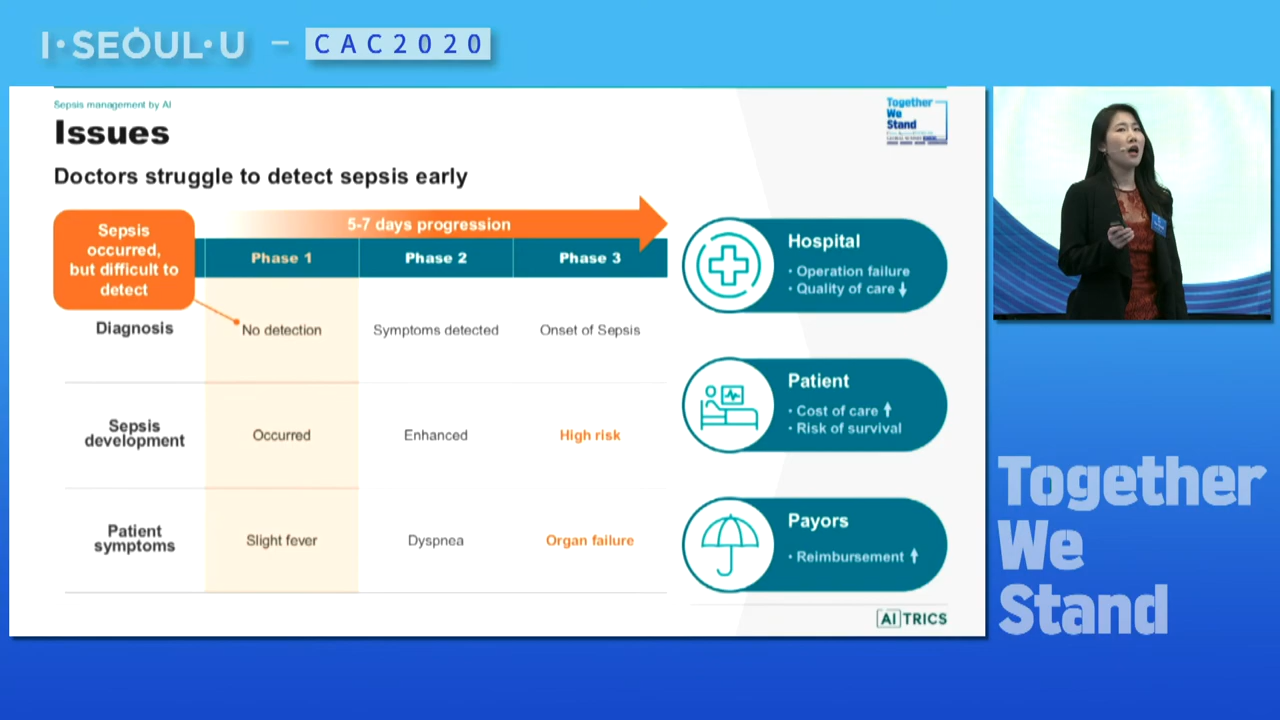 I·SEOUL·U – CAC2020
Sepsis management by AI
Issues
Together
We
Stand
Doctors struggle to detect sepsis early
Sepsis
occurred,
but difficult to
detect
5-7 days progression
Phase 1 Phase 2 Phase 3
Diagnosis No detection Symptoms detected Onset of Sepsis
Sepsis
development
Occurred Enhanced High risk
Patient
symptoms
Slight fever Dyspnea Organ failure
Hospital
· Operation failure
· Quality of care ↓
Patient
· Cost of care ↑
· Risk of survival
Payors
· Reimbursement ↑
[AI]TRICS
Together
We
Stand